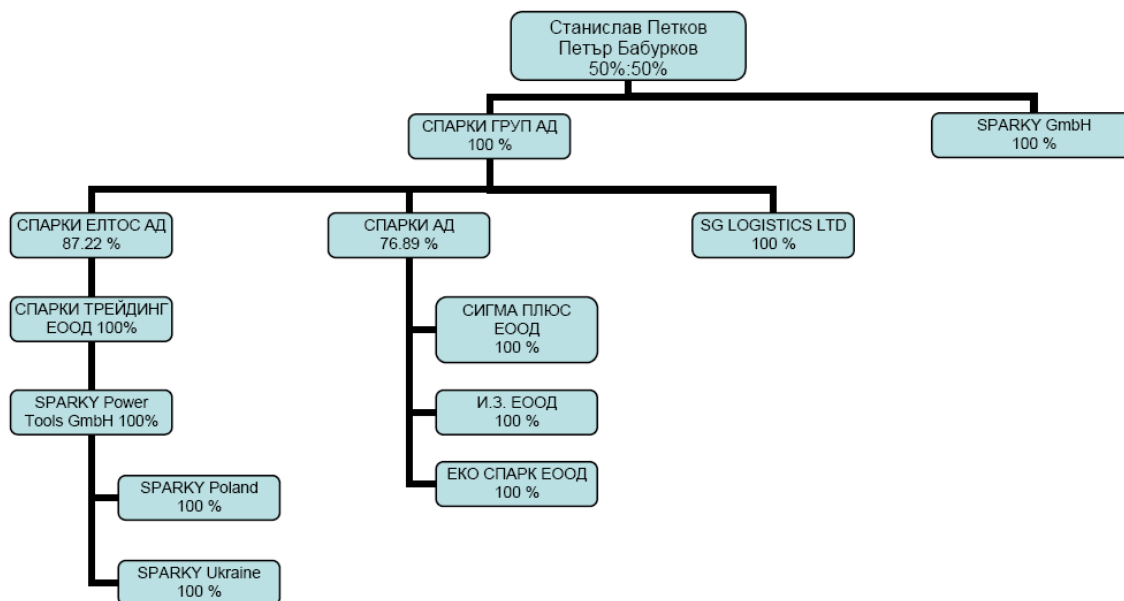 Станислав Петков
Петър Бабурков
50%:50%
СПАРКИ ГРУП АД
100 %
SPARKY GmbH
100 %
СПАРКИ ЕЛТОС АД
87.22 %
СПАРКИ АД
76.89 %
SG LOGISTICS LTD
100 %
СПАРКИ ТРЕЙДИНГ
ЕООД 100%
СИГМА ПЛЮС
ЕООД
100 %
SPARKY Power
Tools GmbH 100%
И.З. ЕООД
100 %
ЕКО СПАРК ЕООД
100 %
SPARKY Poland
100 %
SPARKY Ukraine
100 %